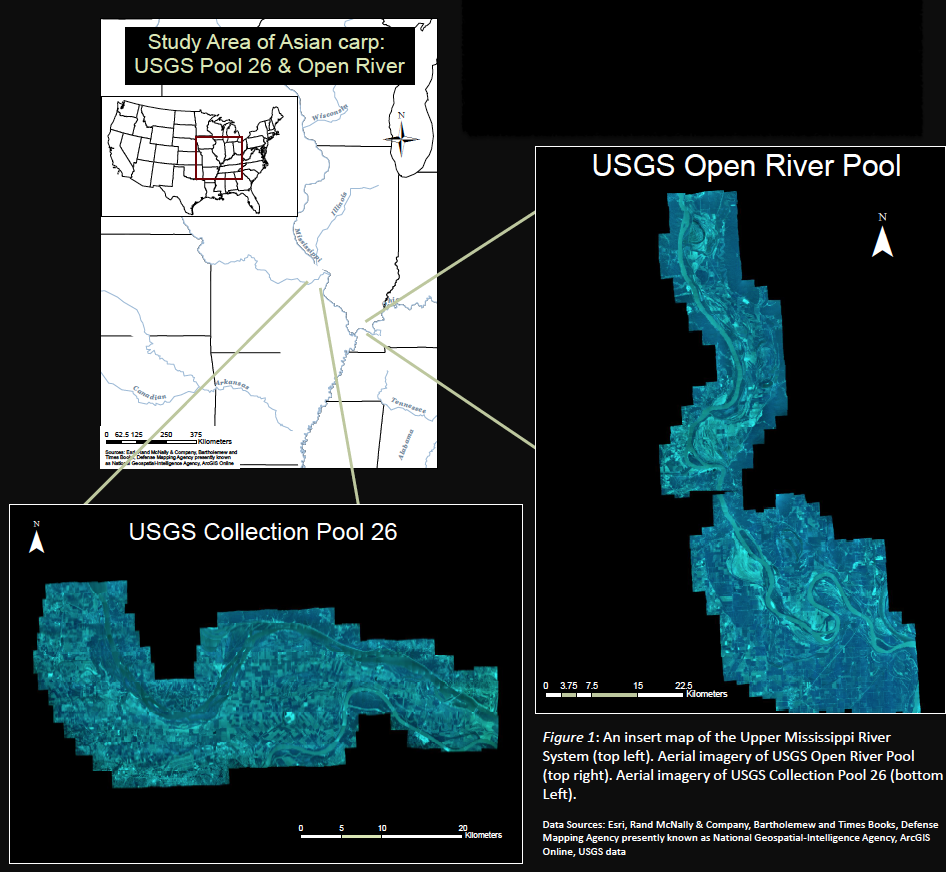 Study Area of Asian carp:
USGS Pool 26 & Open River
N
Wisconsin
Illinois
Mississippi
Ohio
Arkansas
Canadian
Tennessee
Alabama
0 62.5 125 250 375
Kilometers
Sources: Esri, Rand McNally & Company, Bartholemew and
Times Books, Defense Mapping Agency presently known
as National Geospatial-Intelligence Agency, ArcGIS Online
USGS Open River Pool
N
0 3.75 7.5 15 22.5
Kilometers
USGS Collection Pool 26
N
0 5 10 20
Kilometers
Figure 1: An insert map of the Upper Mississippi River
System (top left). Aerial imagery of USGS Open River Pool
(top right). Aerial imagery of USGS Collection Pool 26 (bottom
Left).
Data Sources: Esri, Rand McNally & Company, Bartholemew and Times Books, Defense
Mapping Agency presently known as National Geospatial-Intelligence Agency, ArcGIS
Online, USGS data